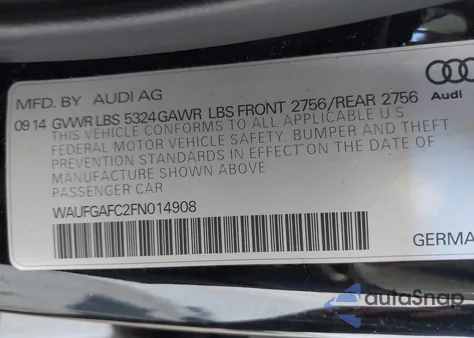 MFD. BY AUDI AG
09 14 GVWR LBS 5324 GAWR LBS FRONT 2756/REAR 2756
Audi
THIS VEHICLE CONFORMS TO ALL APPLICABLE U.S
FEDERAL MOTOR VEHICLE SAFETY, BUMPER AND THEFT
PREVENTION STANDARDS IN EFFECT ON THE DATE OF
MANUFACTURE SHOWN ABOVE
PASSENGER CAR
WAUFGAFC2FN014908
GERMA
autoSnap